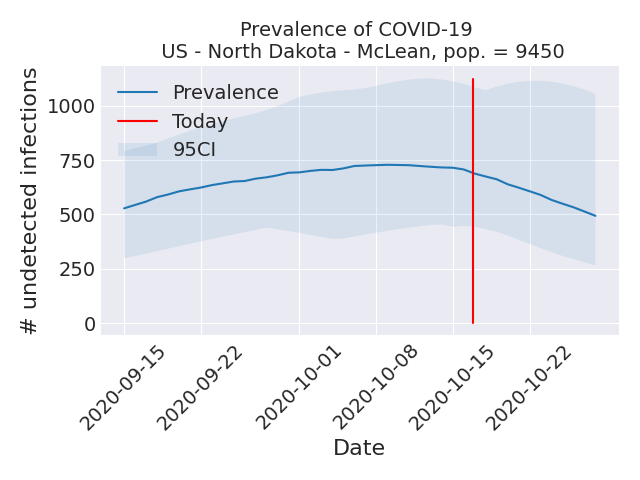 Prevalence of COVID-19
US - North Dakota - McLean, pop. = 9450
# undetected infections
1000
750
500
250
0
Prevalence
Today
95CI
2020-09-15
2020-09-22
2020-10-01
2020-10-08
2020-10-15
2020-10-22
Date